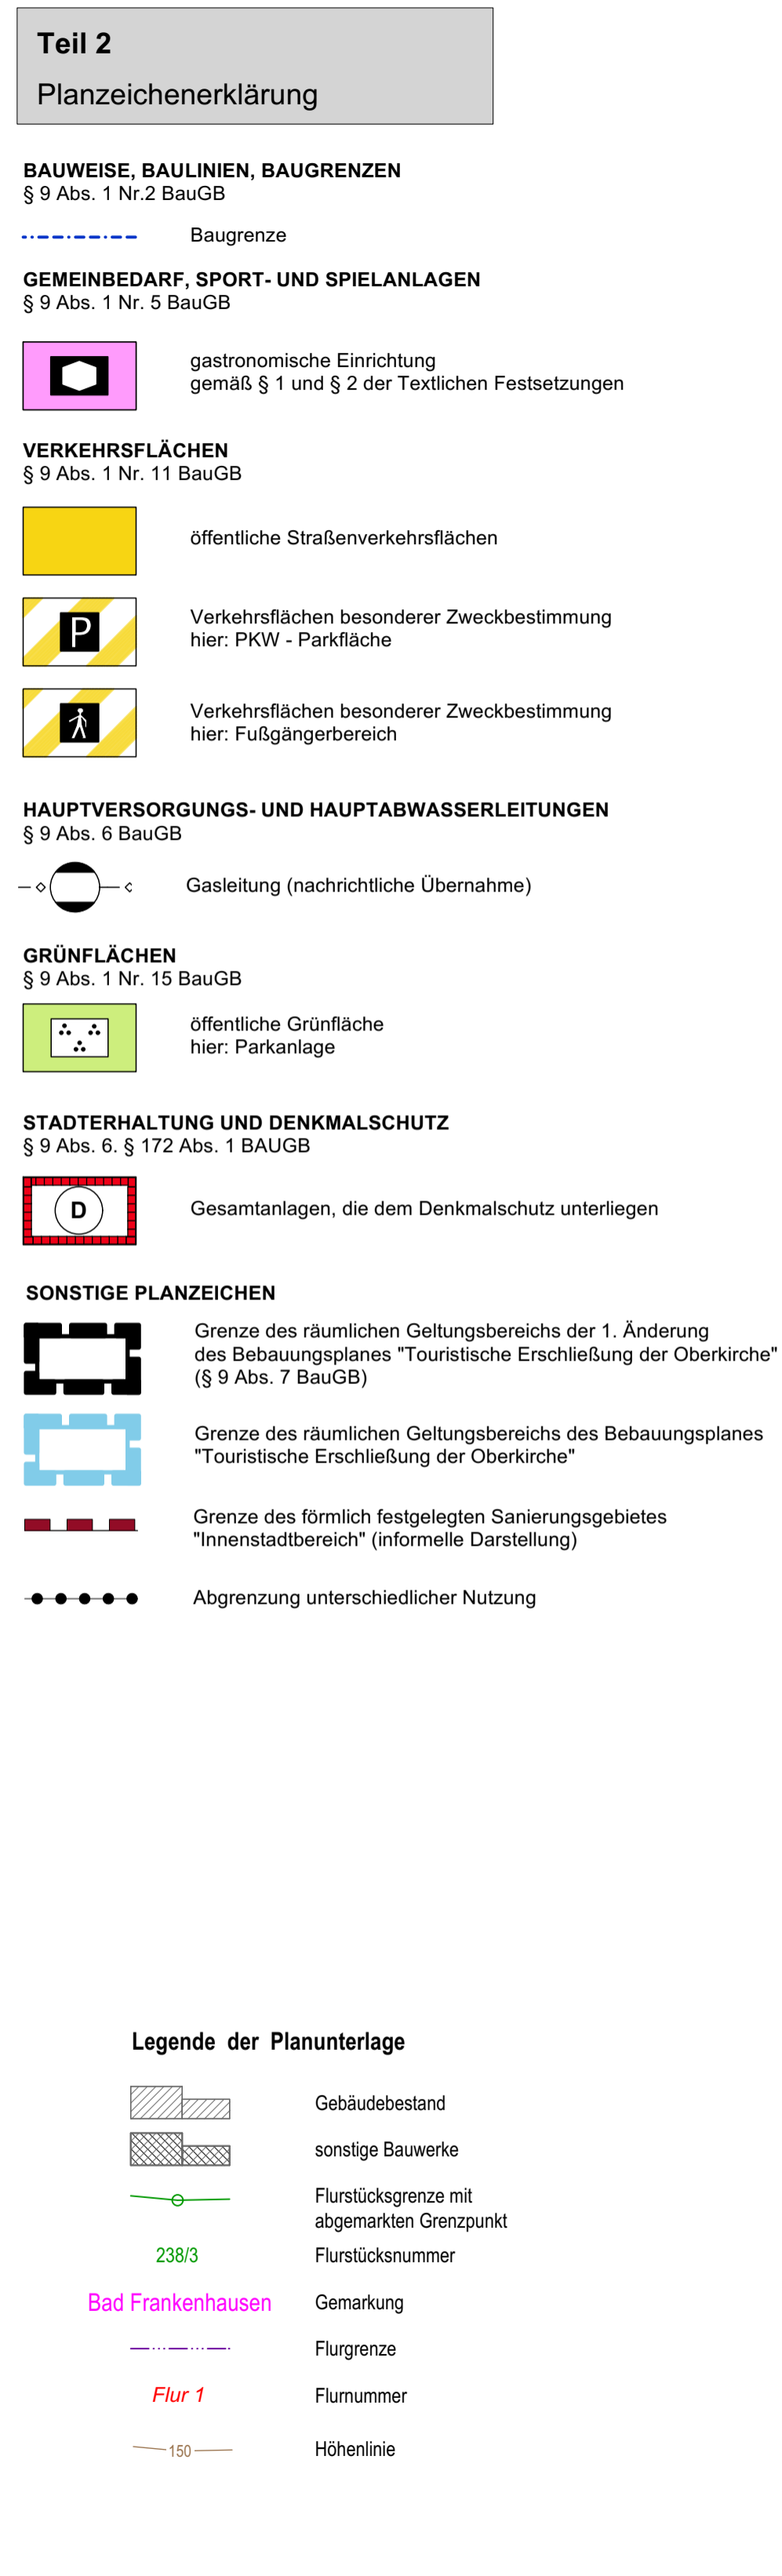 Teil 2
Planzeichenerklärung
BAUWEISE, BAULINIEN, BAUGRENZEN
§ 9 Abs. 1 Nr.2 BauGB
Baugrenze
GEMEINBEDARF, SPORT- UND SPIELANLAGEN
§ 9 Abs. 1 Nr. 5 BauGB
gastronomische Einrichtung
gemäß § 1 und § 2 der Textlichen Festsetzungen
VERKEHRSFLÄCHEN
§ 9 Abs. 1 Nr. 11 BauGB
öffentliche Straßenverkehrsflächen
P
Verkehrsflächen besonderer Zweckbestimmung
hier: PKW - Parkfläche
Verkehrsflächen besonderer Zweckbestimmung
hier: Fußgängerbereich
HAUPTVERSORGUNGS- UND HAUPTABWASSERLEITUNGEN
§ 9 Abs. 6 BauGB
Gasleitung (nachrichtliche Übernahme)
GRÜNFLÄCHEN
§ 9 Abs. 1 Nr. 15 BauGB
öffentliche Grünfläche
hier: Parkanlage
STADTERHALTUNG UND DENKMALSCHUTZ
§ 9 Abs. 6. § 172 Abs. 1 BAUGB
D
Gesamtanlagen, die dem Denkmalschutz unterliegen
SONSTIGE PLANZEICHEN
Grenze des räumlichen Geltungsbereichs der 1. Änderung
des Bebauungsplanes "Touristische Erschließung der Oberkirche"
(§ 9 Abs. 7 BauGB)
Grenze des räumlichen Geltungsbereichs des Bebauungsplanes
"Touristische Erschließung der Oberkirche"
Grenze des förmlich festgelegten Sanierungsgebietes
"Innenstadtbereich" (informelle Darstellung)
Abgrenzung unterschiedlicher Nutzung
Legende der Planunterlage
Gebäudebestand
sonstige Bauwerke
Flurstücksgrenze mit
abgemarkten Grenzpunkt
238/3 Flurstücksnummer
Bad Frankenhausen Gemarkung
Flurgrenze
Flur 1 Flurnummer
150 Höhenlinie